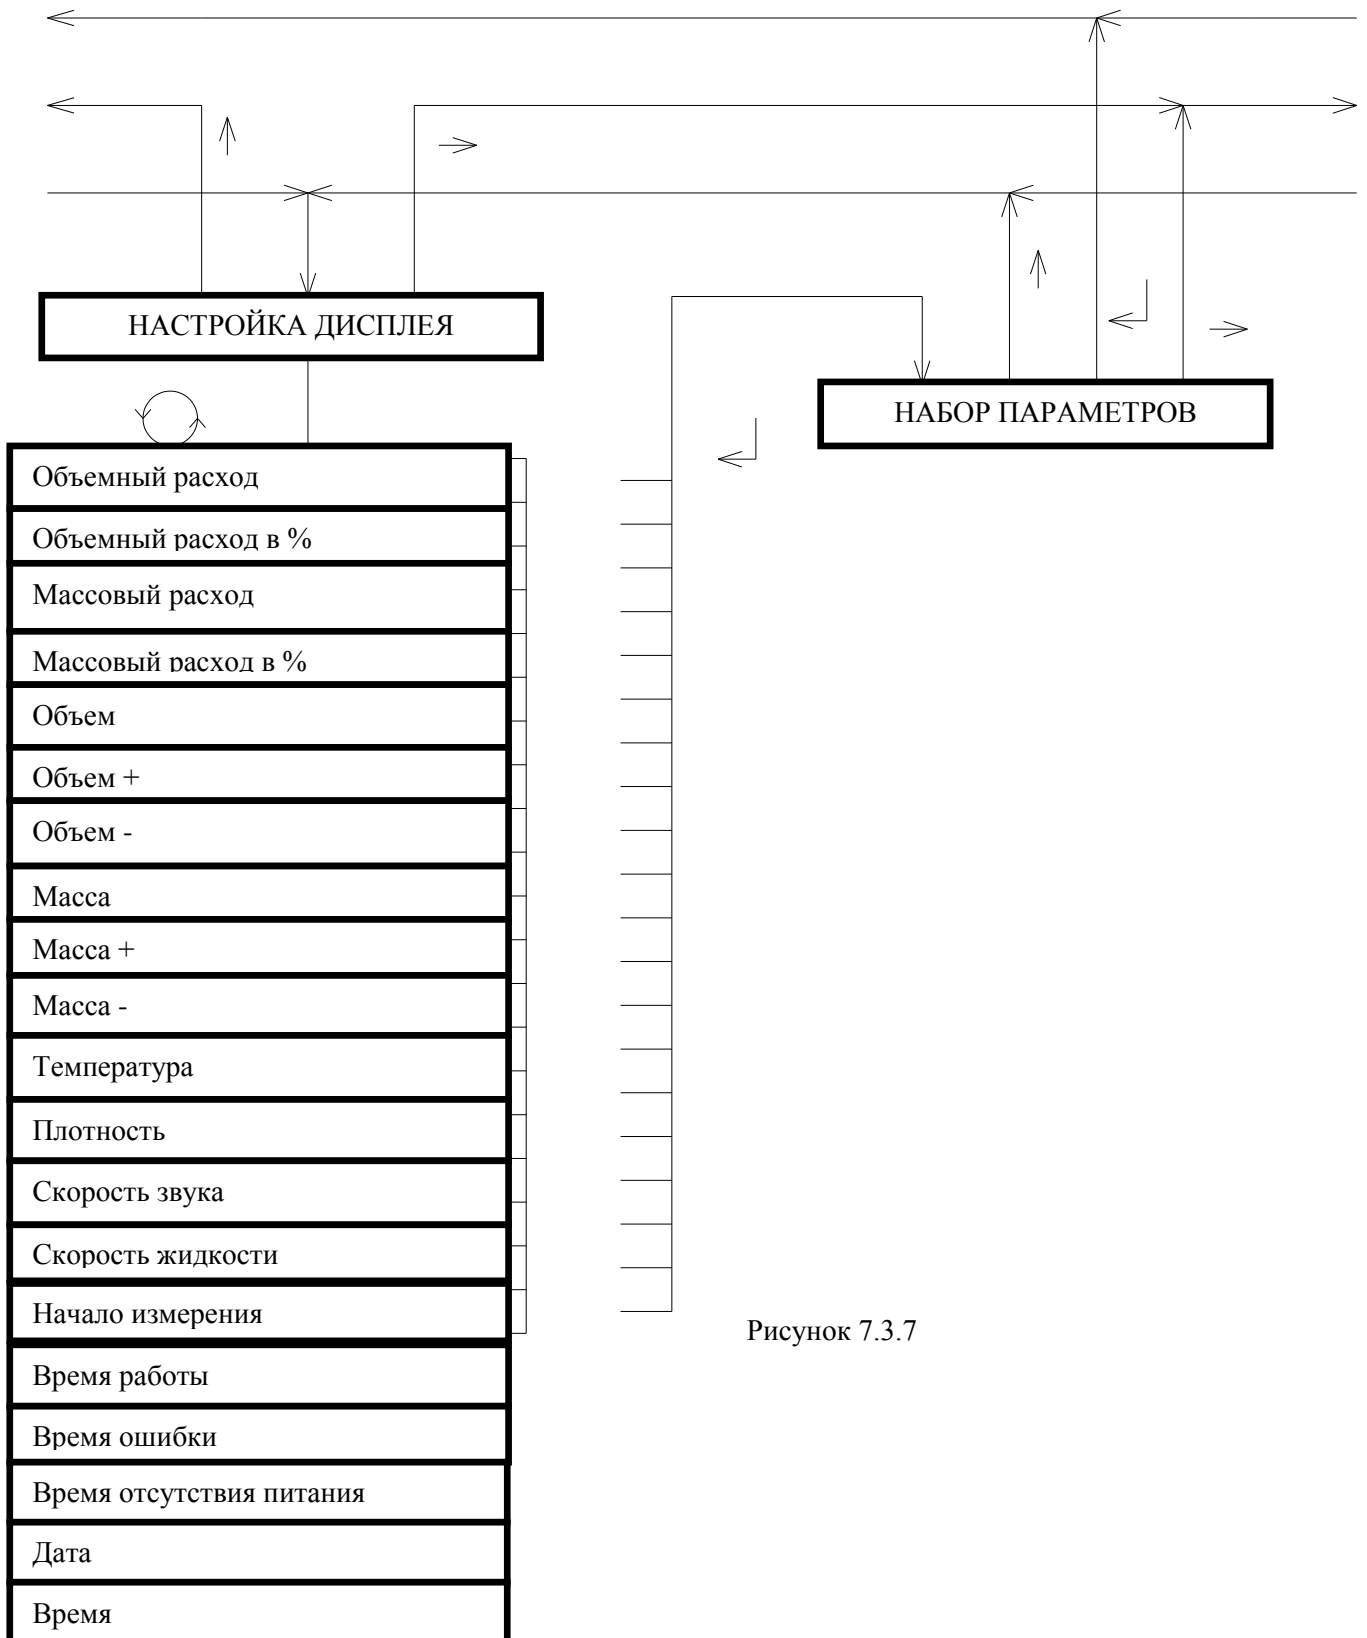 НАСТРОЙКА ДИСПЛЕЯ
НАБОР ПАРАМЕТРОВ
Объемный расход
Объемный расход в %
Массовый расход
Массовый расход в %
Объем
Объем +
Объем -
Масса
Масса +
Масса -
Температура
Плотность
Скорость звука
Скорость жидкости
Начало измерения
Рисунок 7.3.7
Время работы
Время ошибки
Время отсутствия питания
Дата
Время